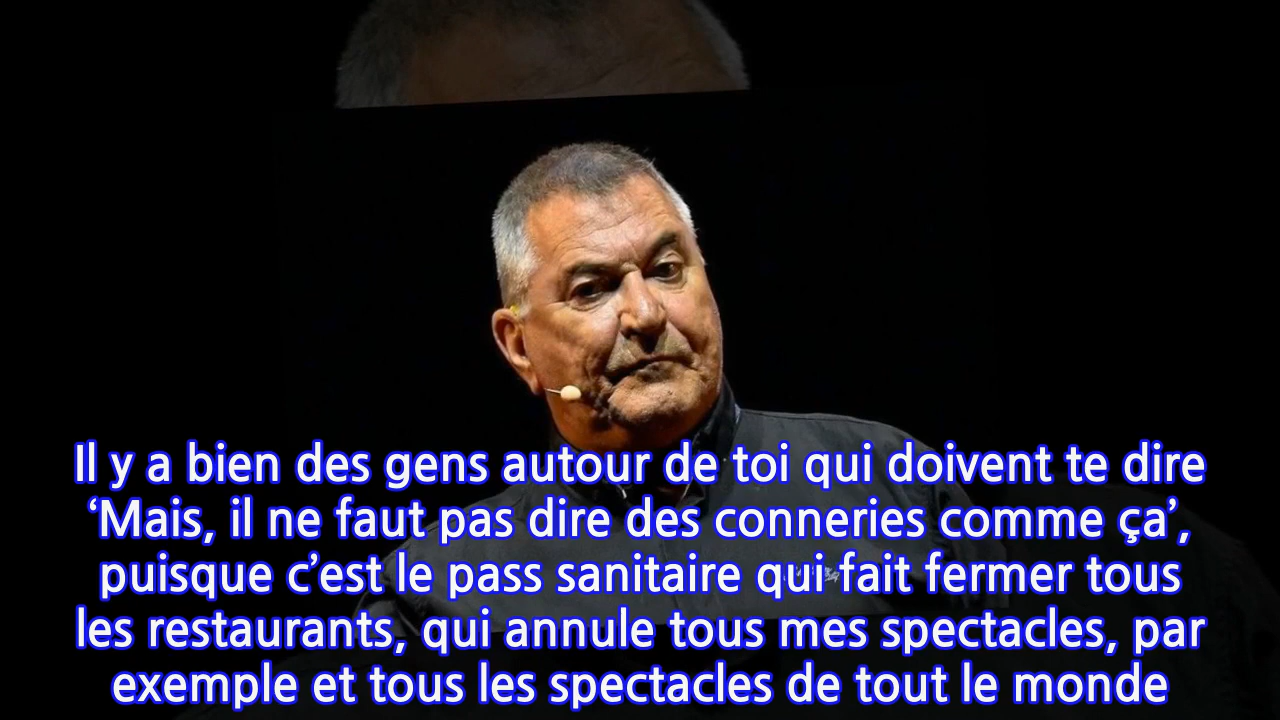 Il y a bien des gens autour de toi qui doivent te dire
‘Mais, il ne faut pas dire des conneries comme ça’,
puisque c’est le pass sanitaire qui fait fermer tous
les restaurants, qui annule tous mes spectacles, par
exemple et tous les spectacles de tout le monde